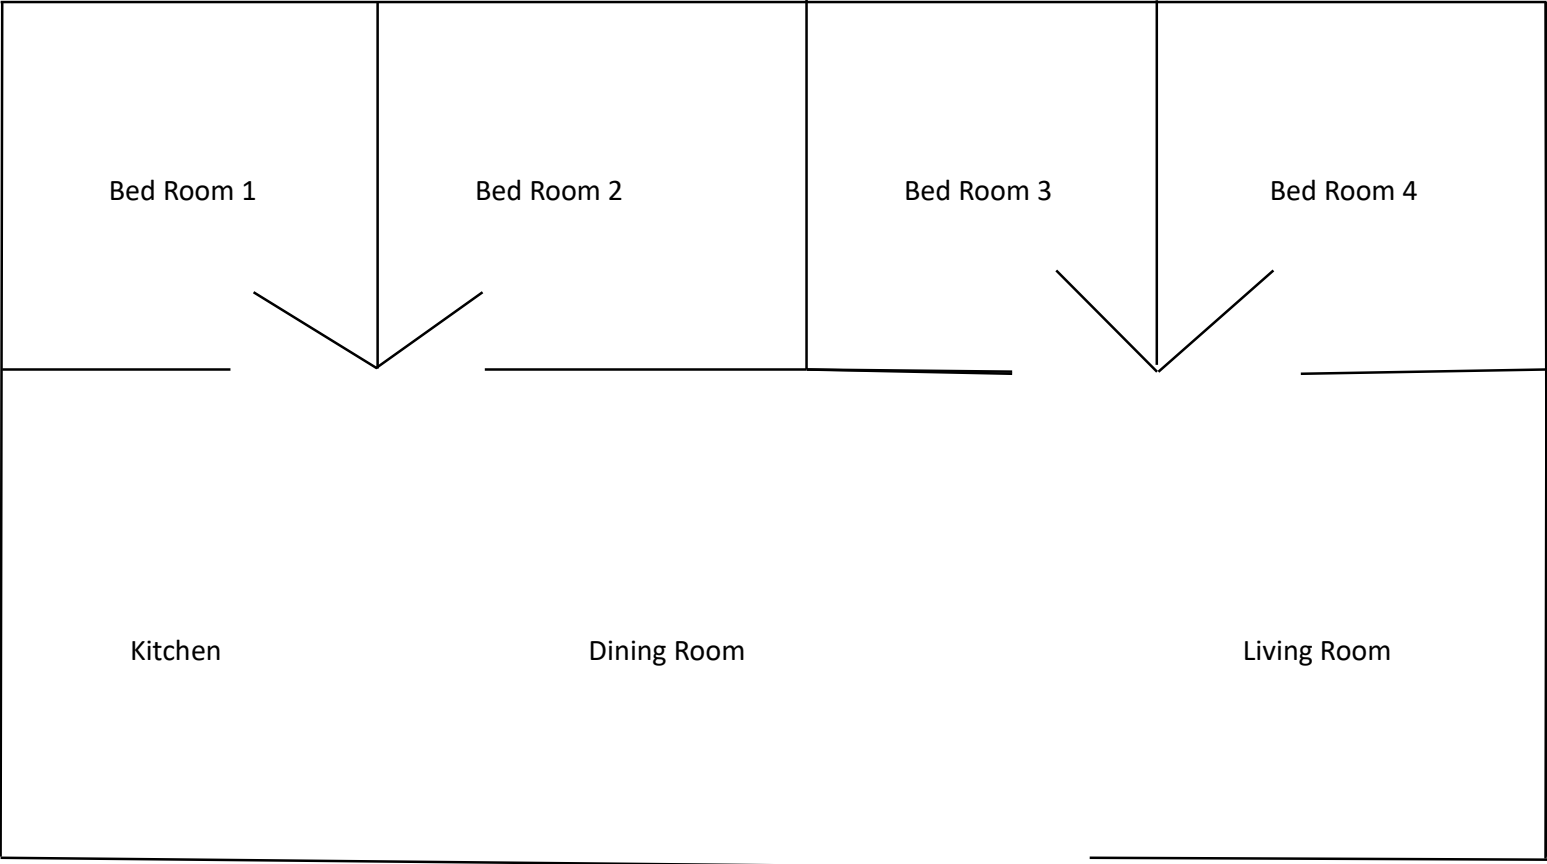 Bed Room 1
Bed Room 2
Bed Room 3
Bed Room 4
Kitchen
Dining Room
Living Room